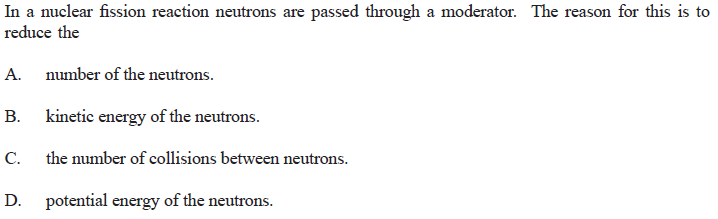 In a nuclear fission reaction neutrons are passed through a moderator. The reason for this is to
reduce the
A. number of the neutrons.
B. kinetic energy of the neutrons.
C. the number of collisions between neutrons.
D. potential energy of the neutrons.